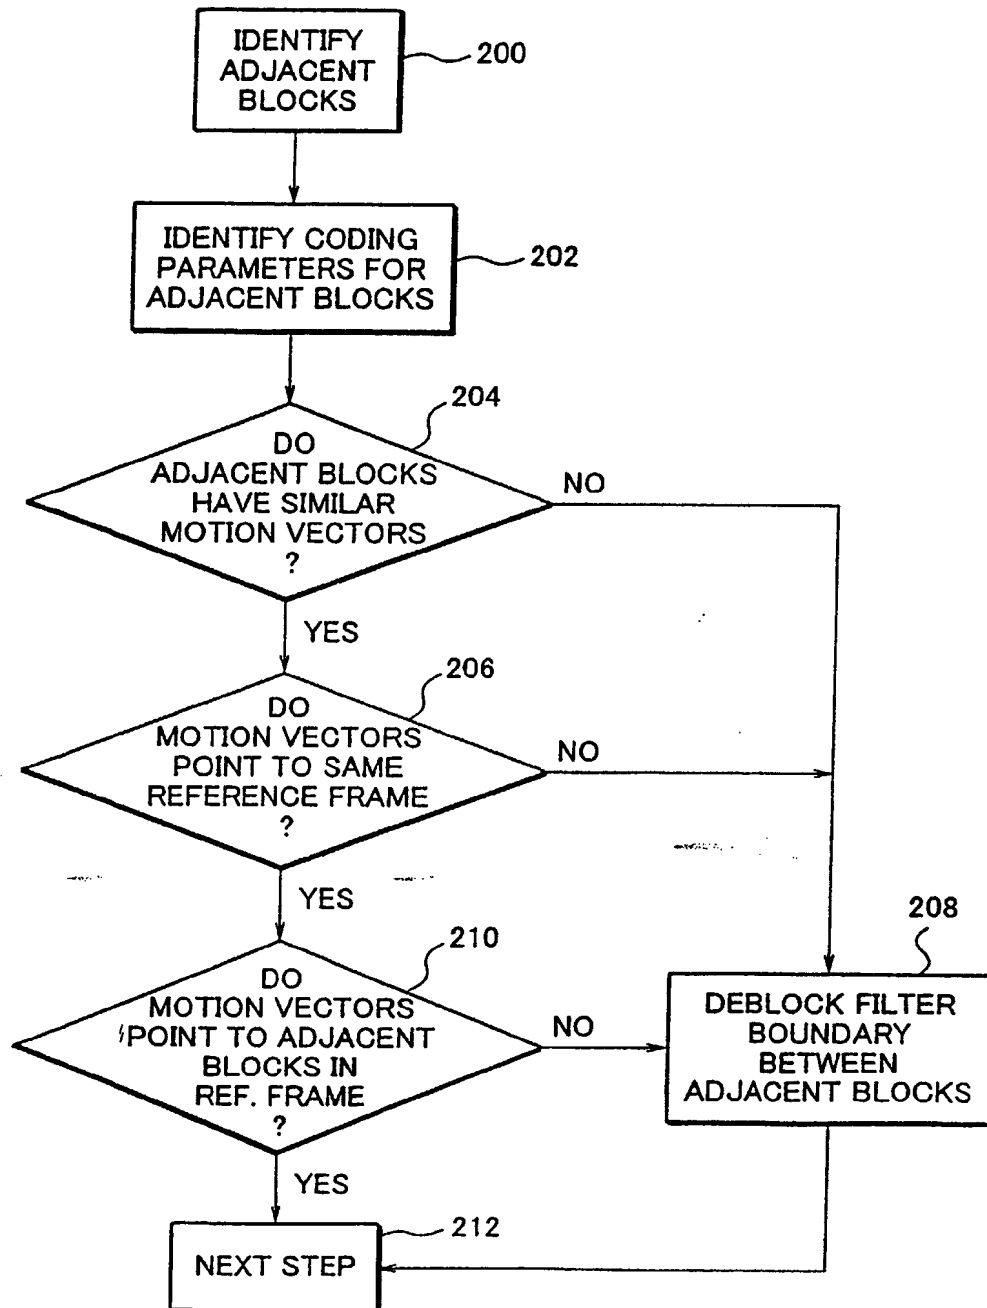 IDENTIFY
ADJACENT
BLOCKS
200
IDENTIFY CODING
PARAMETERS FOR
ADJACENT BLOCKS
202
204
DO
ADJACENT BLOCKS
HAVE SIMILAR
MOTION VECTORS
?
NO
YES
206
DO
MOTION VECTORS
POINT TO SAME
REFERENCE FRAME
?
NO
YES
210
DO
MOTION VECTORS
POINT TO ADJACENT
BLOCKS IN
REF. FRAME
?
NO
208
DEBLOCK FILTER
BOUNDARY
BETWEEN
ADJACENT BLOCKS
YES
212
NEXT STEP